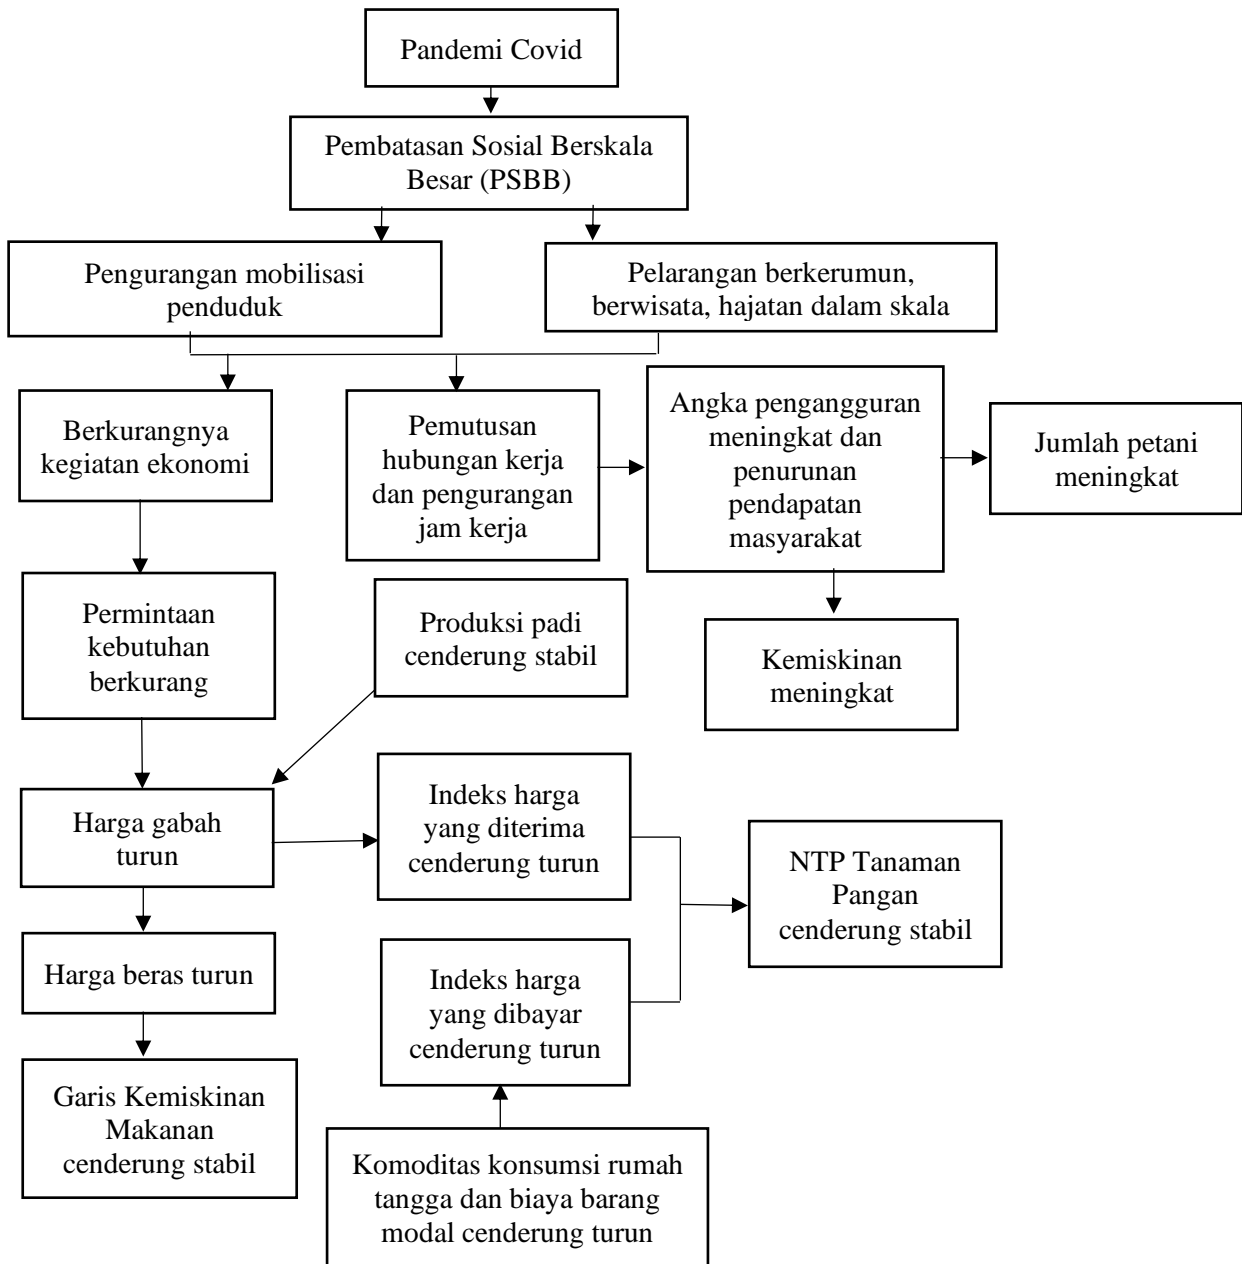 Pandemi Covid
Pembatasan Sosial Berskala
Besar (PSBB)
Pengurangan mobilisasi
penduduk
Pelarangan berkerumun,
berwisata, hajatan dalam skala
Berkurangnya
kegiatan ekonomi
Pemutusan
hubungan kerja
dan pengurangan
jam kerja
Angka pengangguran
meningkat dan
penurunan
pendapatan
masyarakat
Jumlah petani
meningkat
Permintaan
kebutuhan
berkurang
Produksi padi
cenderung stabil
Kemiskinan
meningkat
Harga gabah
turun
Indeks harga
yang diterima
cenderung turun
NTP Tanaman
Pangan
cenderung stabil
Harga beras turun
Indeks harga
yang dibayar
cenderung turun
Garis Kemiskinan
Makanan
cenderung stabil
Komoditas konsumsi rumah
tangga dan biaya barang
modal cenderung turun